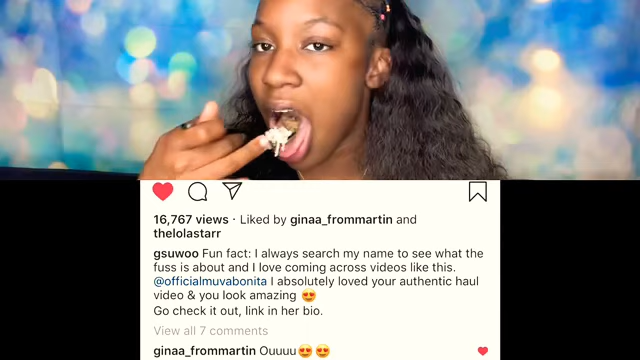 16,767 views · Liked by ginaa_frommartin and
thelolastarr
gsuwoo Fun fact: I always search my name to see what the
fuss is about and I love coming across videos like this.
@officialmuvabonita I absolutely loved your authentic haul
video & you look amazing 😍
Go check it out, link in her bio.
View all 7 comments
ginaa_frommartin Ouuuu😍😍